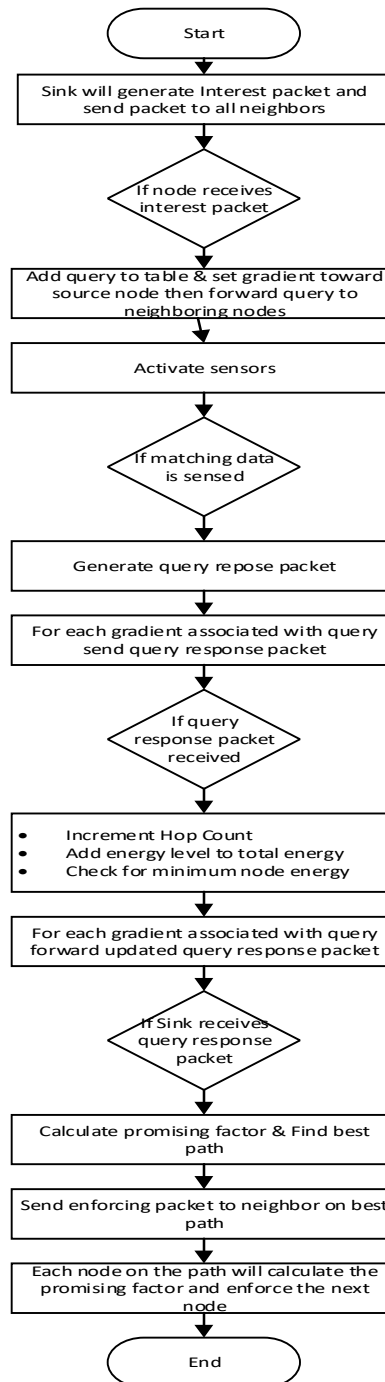 Start
Sink will generate Interest packet and
send packet to all neighbors
If node receives
interest packet
Add query to table & set gradient toward
source node then forward query to
neighboring nodes
Activate sensors
If matching data
is sensed
Generate query repose packet
For each gradient associated with query
send query response packet
If query
response packet
received
• Increment Hop Count
• Add energy level to total energy
• Check for minimum node energy
For each gradient associated with query
forward updated query response packet
If Sink receives
query response
packet
Calculate promising factor & Find best
path
Send enforcing packet to neighbor on best
path
Each node on the path will calculate the
promising factor and enforce the next
node
End